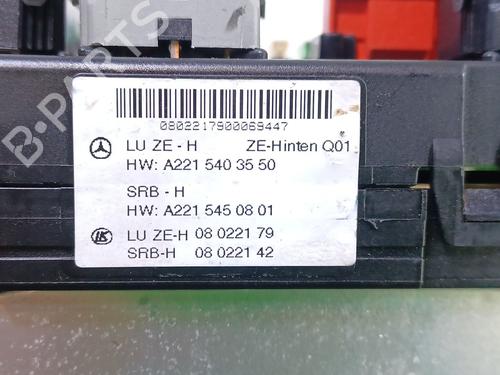 B-PARTS
0802217900069447
LU ZE - H ZE-Hinten Q01
HW: A221 540 35 50
SRB - H
HW: A221 545 08 01
LU ZE-H 08 0221 79
SRB-H 08 0221 42